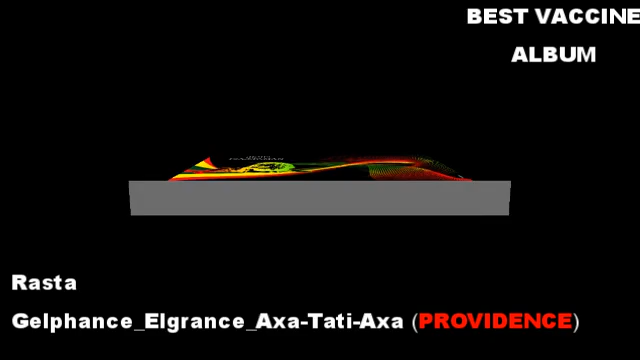 BEST VACCINE
ALBUM
Rasta
Gelphance_Elgrance_Axa-Tati-Axa (PROVIDENCE)